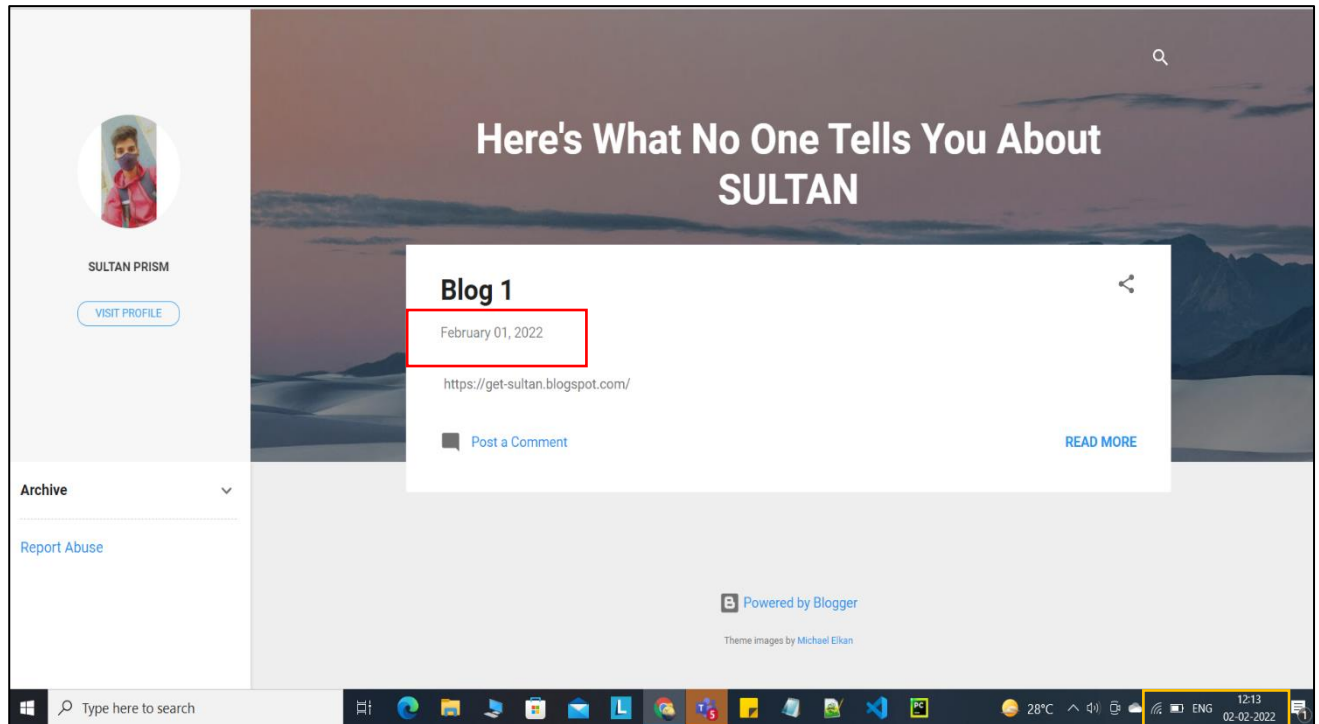 Here's What No One Tells You About
SULTAN
SULTAN PRISM
VISIT PROFILE
Blog 1
February 01, 2022
https://get-sultan.blogspot.com/
Post a Comment
READ MORE
Archive
Report Abuse
Powered by Blogger
Theme images by Michael Elkan
Type here to search
28°C
ENG
12:13
02-02-2022